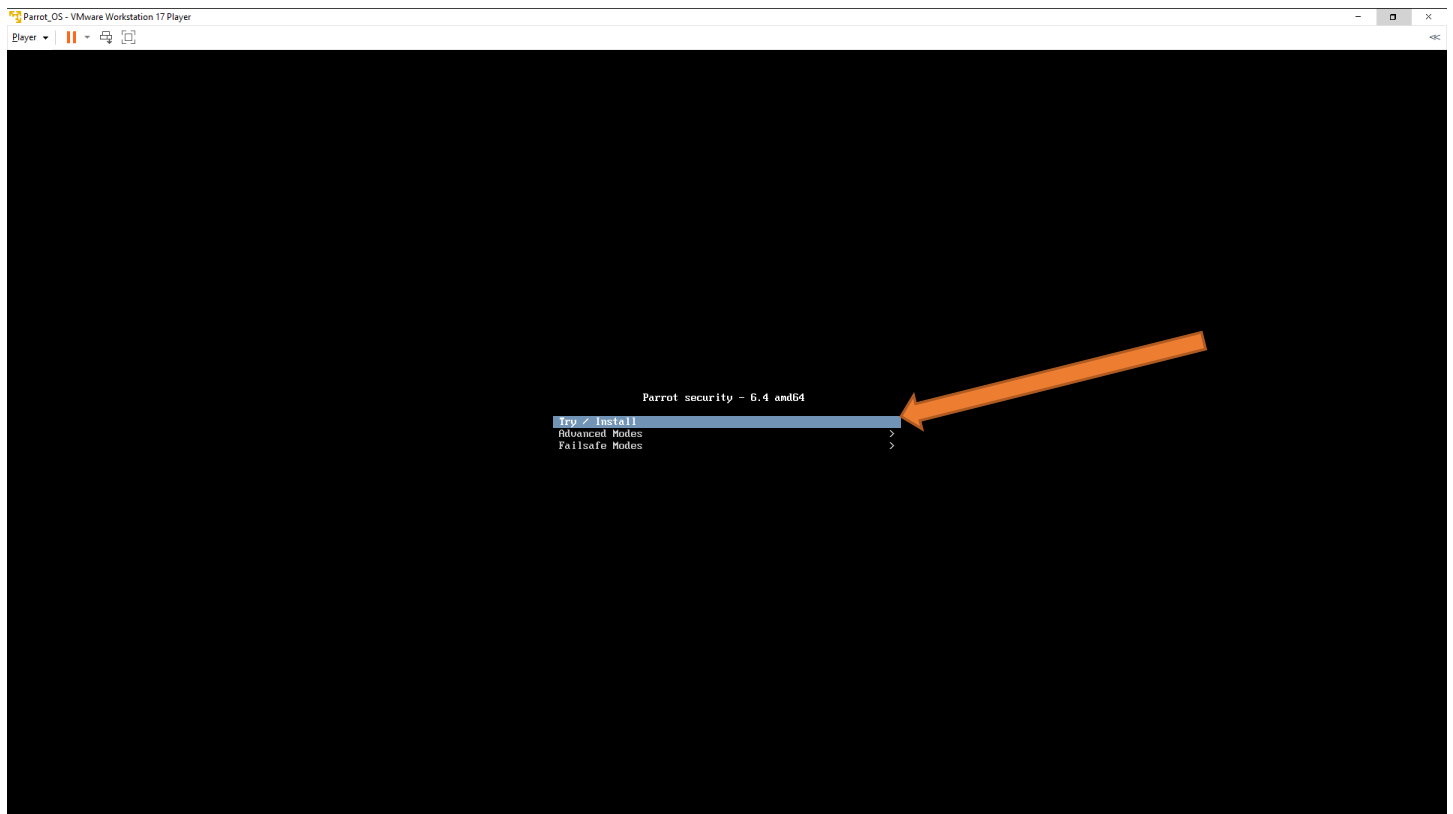 Parrot_OS - VMware Workstation 17 Player
Player
Parrot security - 6.4 amd64
Try / Install
Advanced Modes >
Failsafe Modes >